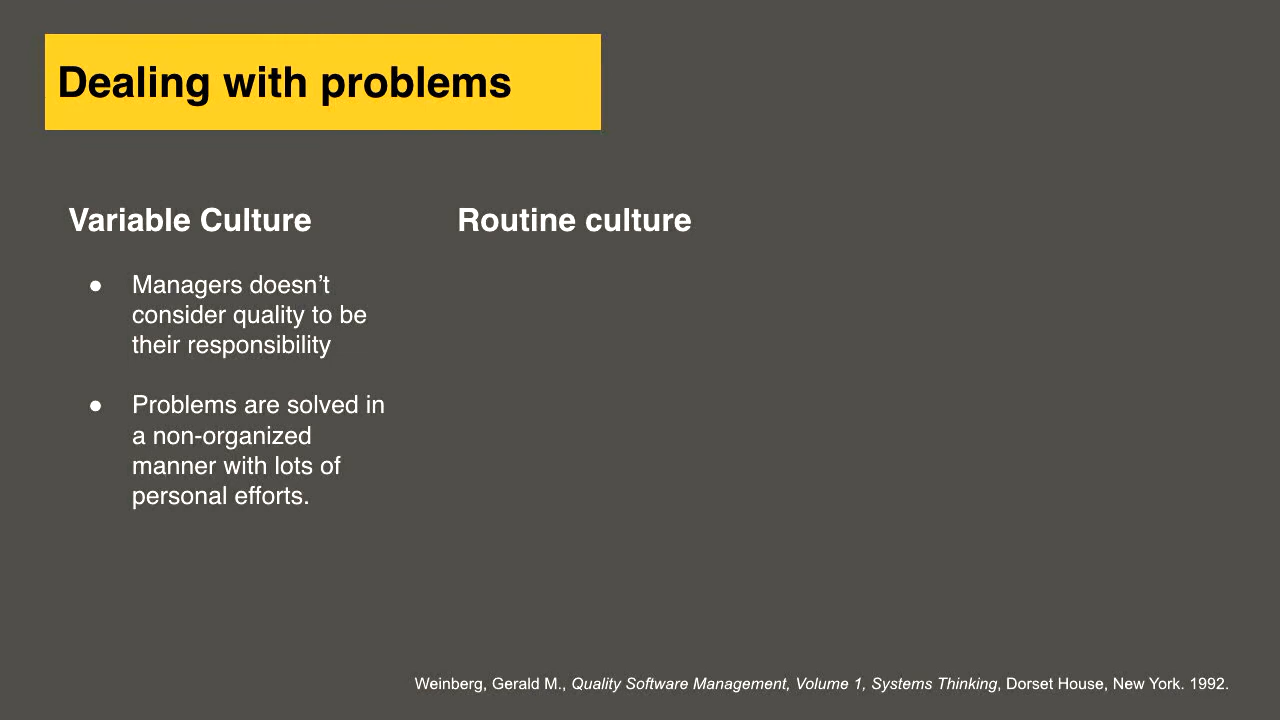 Dealing with problems
Variable Culture
● Managers doesn’t
consider quality to be
their responsibility
● Problems are solved in
a non-organized
manner with lots of
personal efforts.
Routine culture
Weinberg, Gerald M., Quality Software Management, Volume 1, Systems Thinking, Dorset House, New York. 1992.